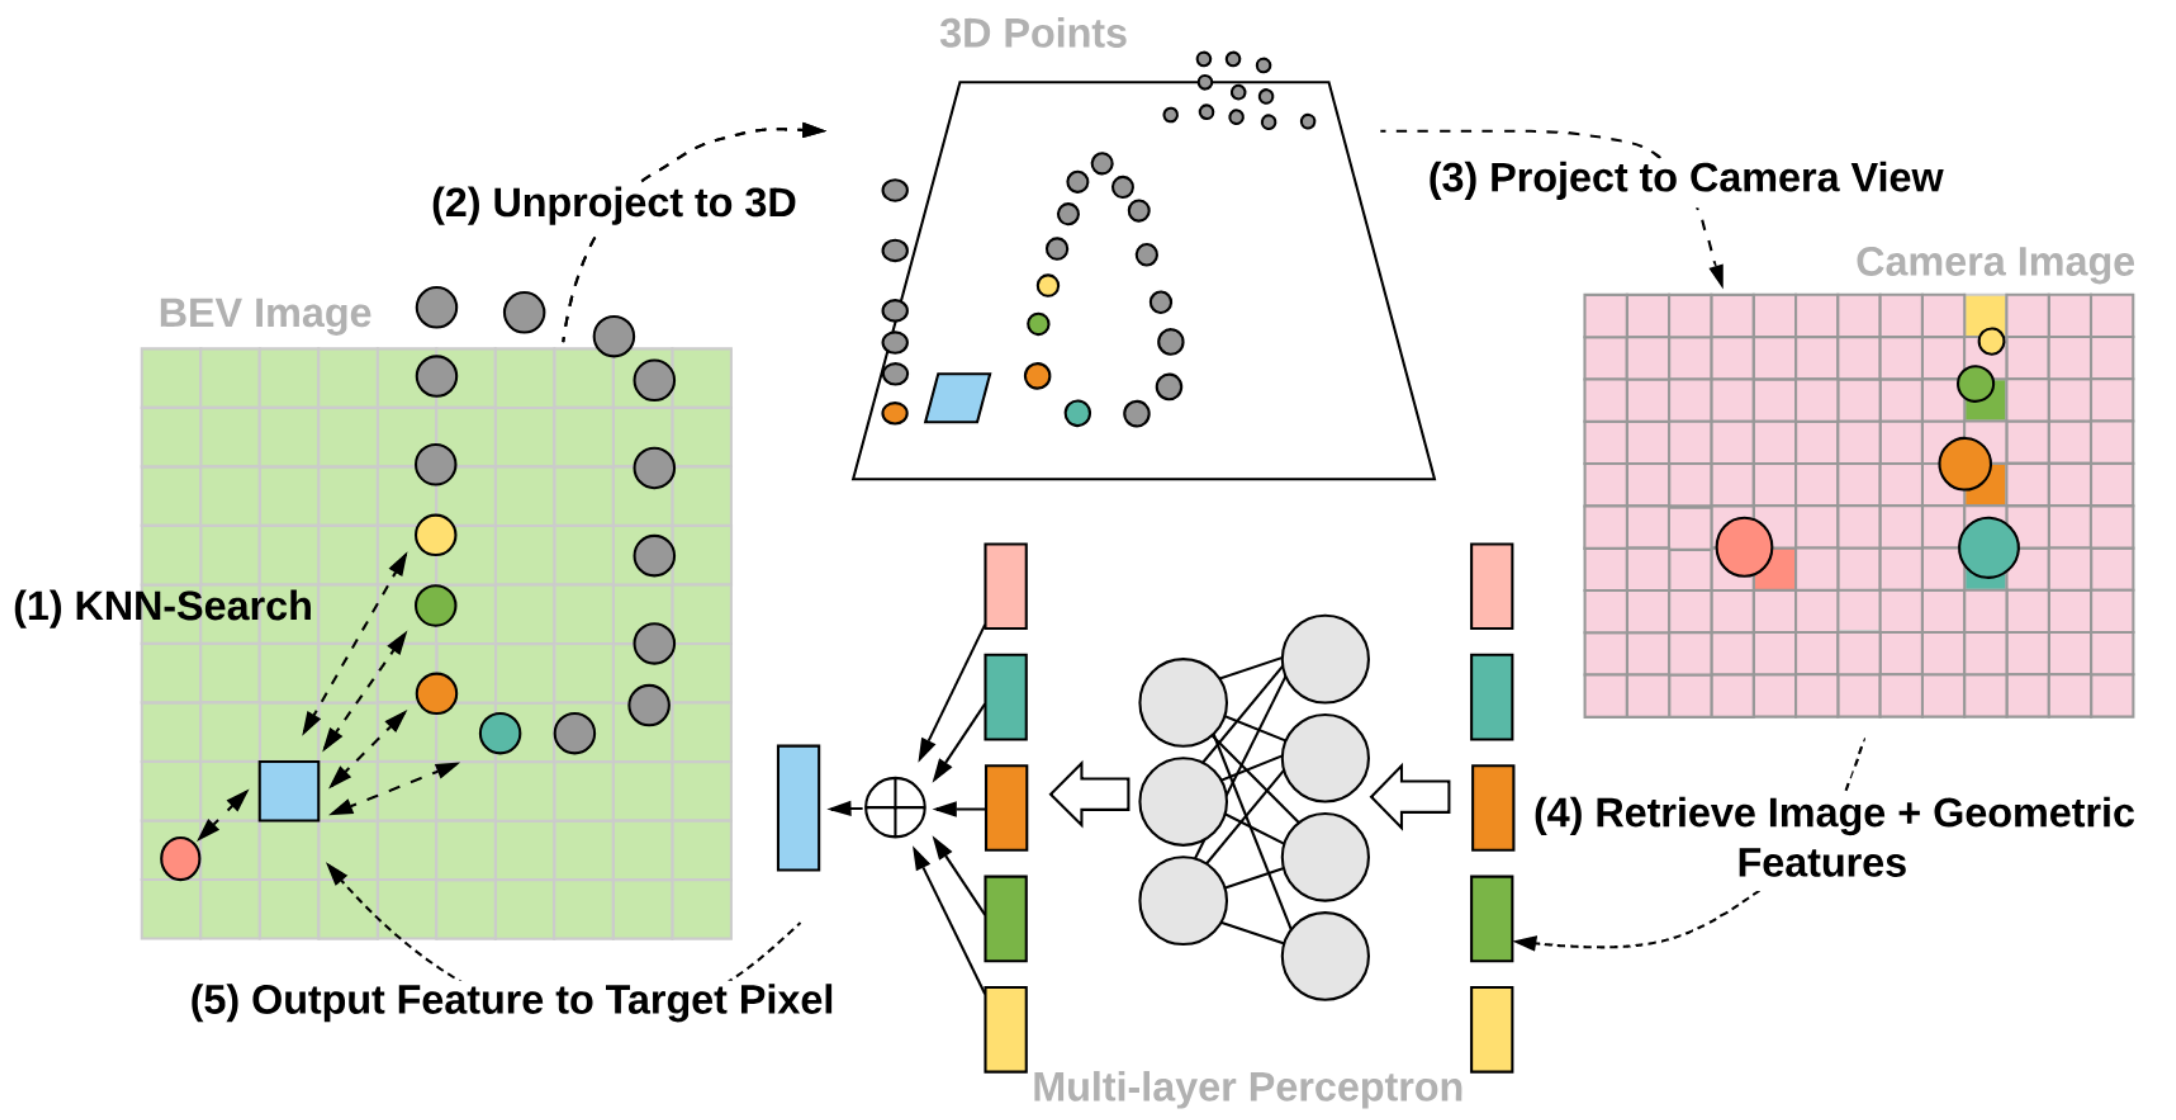 3D Points
(2) Unproject to 3D
(3) Project to Camera View
BEV Image
Camera Image
(1) KNN-Search
(4) Retrieve Image + Geometric
Features
(5) Output Feature to Target Pixel
Multi-layer Perceptron